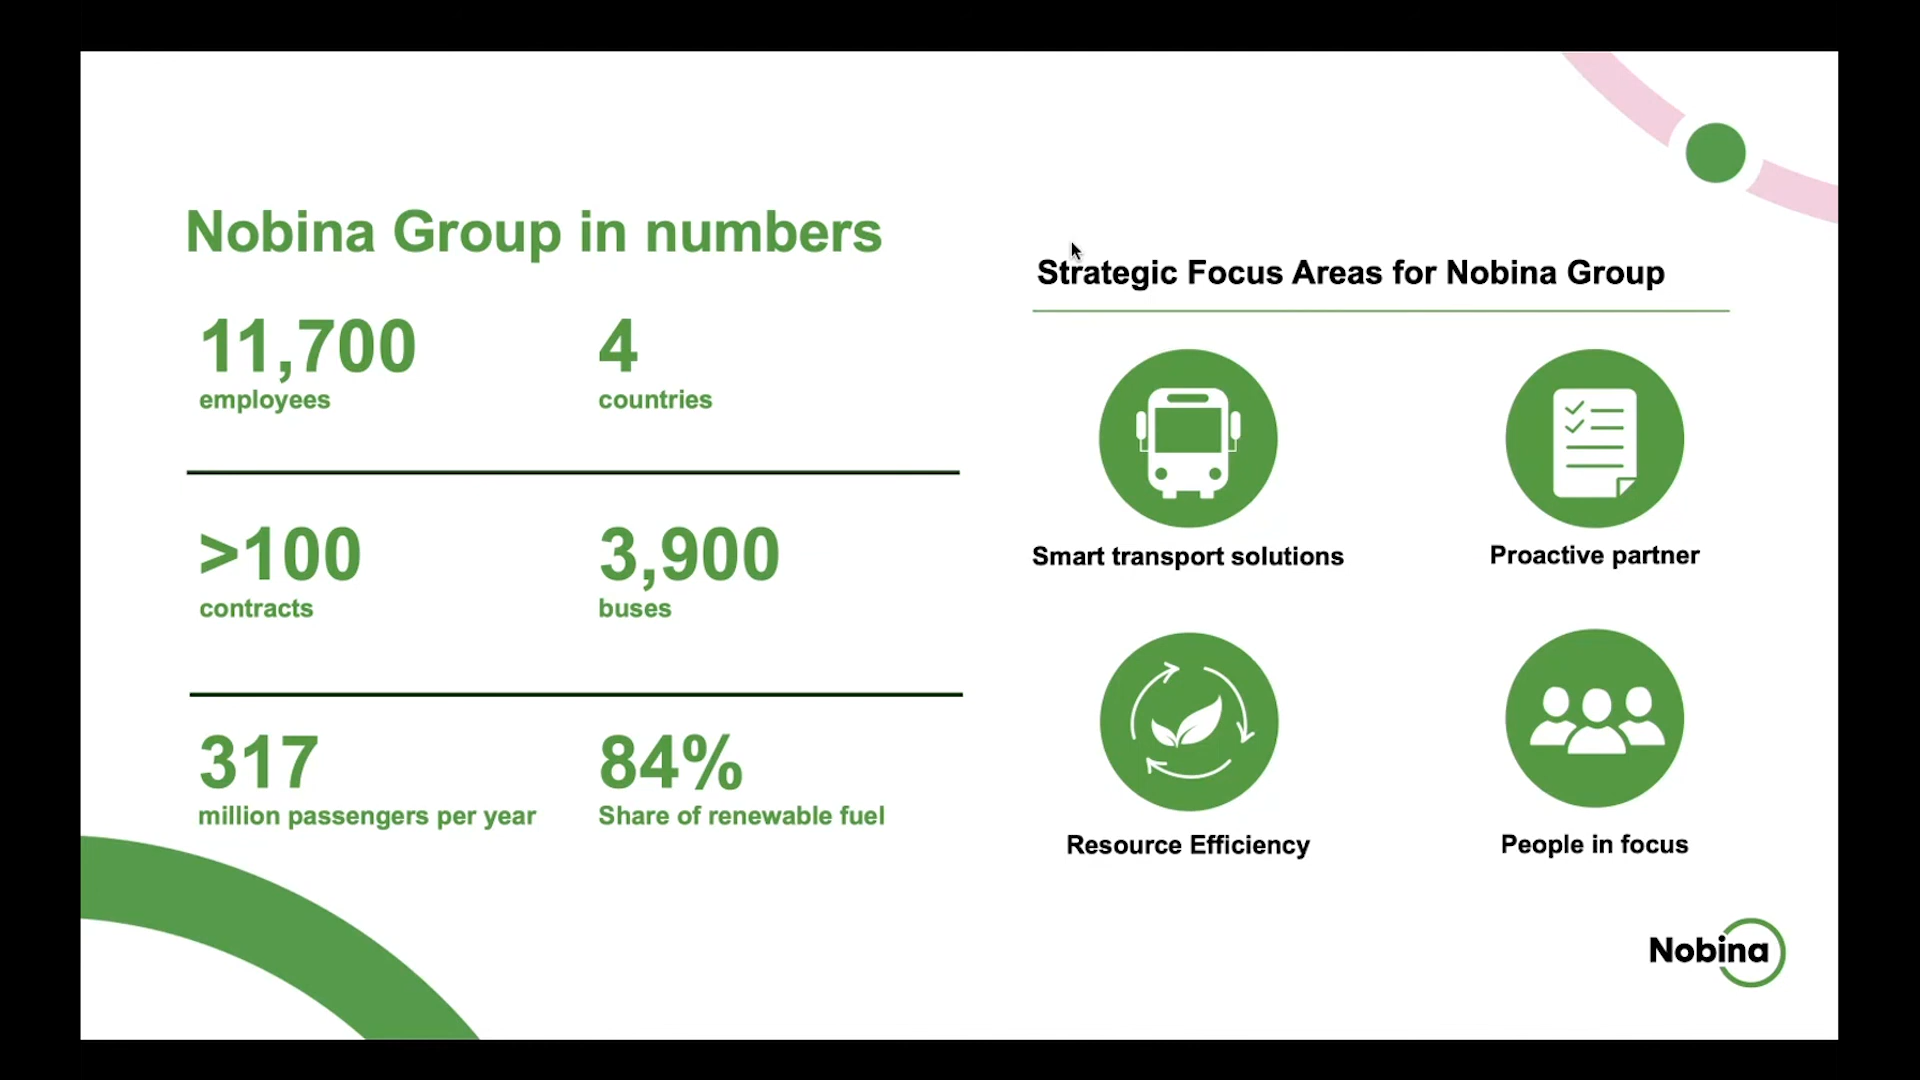 Nobina Group in numbers
11,700
employees
4
countries
>100
contracts
3,900
buses
317
million passengers per year
84%
Share of renewable fuel
Strategic Focus Areas for Nobina Group
Smart transport solutions
Proactive partner
Resource Efficiency
People in focus
Nobina